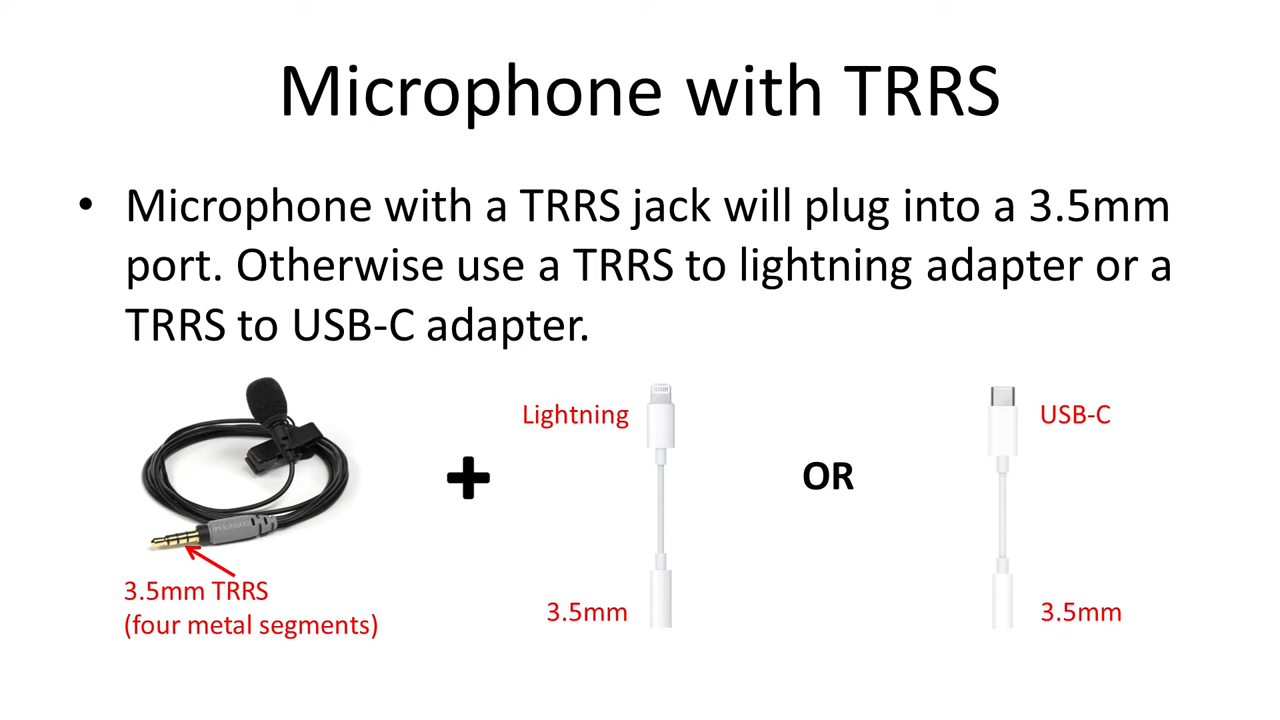 Microphone with TRRS
• Microphone with a TRRS jack will plug into a 3.5mm
port. Otherwise use a TRRS to lightning adapter or a
TRRS to USB-C adapter.
Lightning
USB-C
+
OR
3.5mm TRRS
(four metal segments)
3.5mm
3.5mm